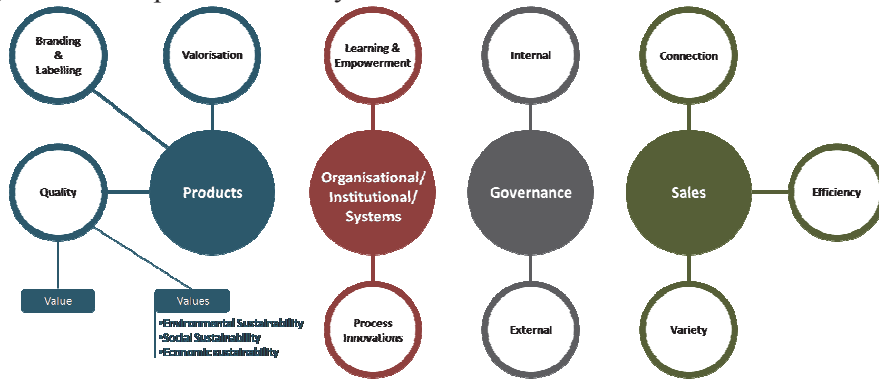 Branding
&
Labelling
Valorisation
Learning &
Empowerment
Internal
Connection
Quality
Products
Organisational/
Institutional/
Systems
Governance
Sales
Efficiency
Value
Values
•Environmental Sustainability
•Social Sustainability
•Economic sustainability
Process
Innovations
External
Variety